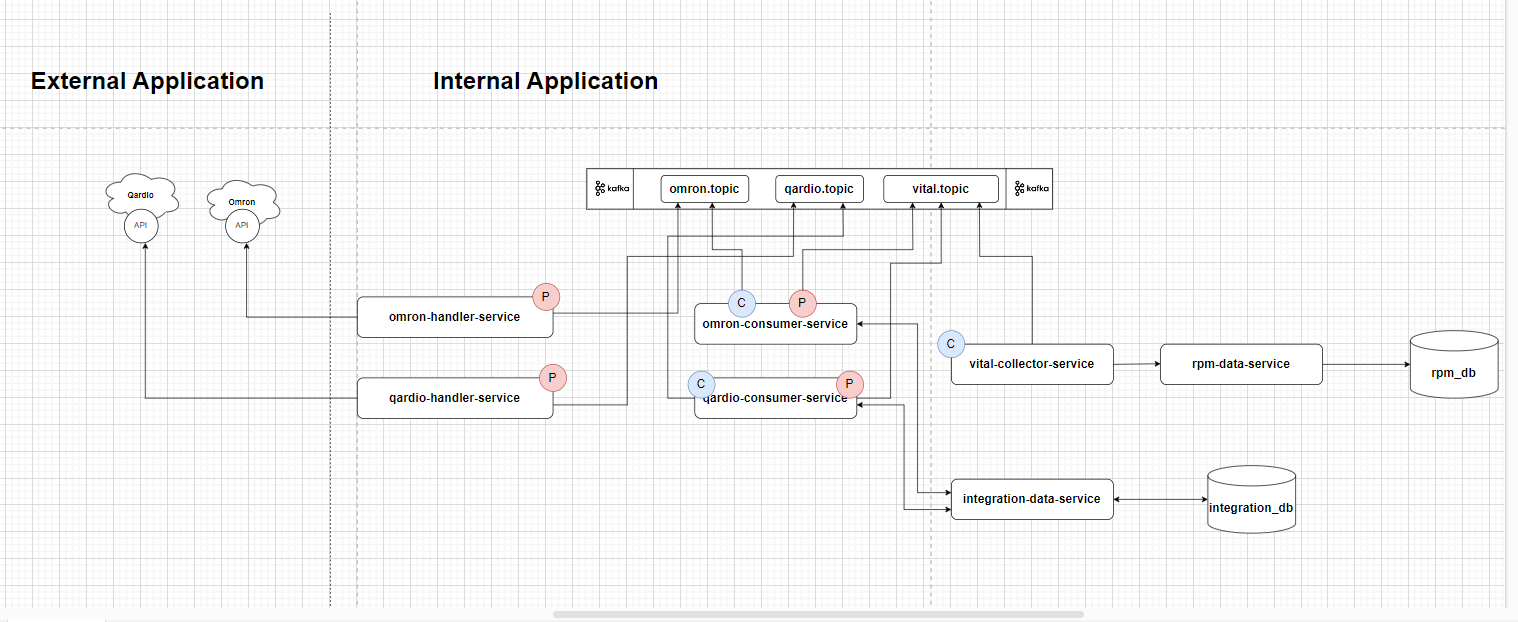 External Application
Internal Application
kafka
omron.topic
qardio.topic
vital.topic
kafka
Qardio
API
Omron
API
P
omron-handler-service
C
P
omron-consumer-service
C
vital-collector-service
rpm-data-service
rpm_db
P
qardio-handler-service
C
P
qardio-consumer-service
integration-data-service
integration_db